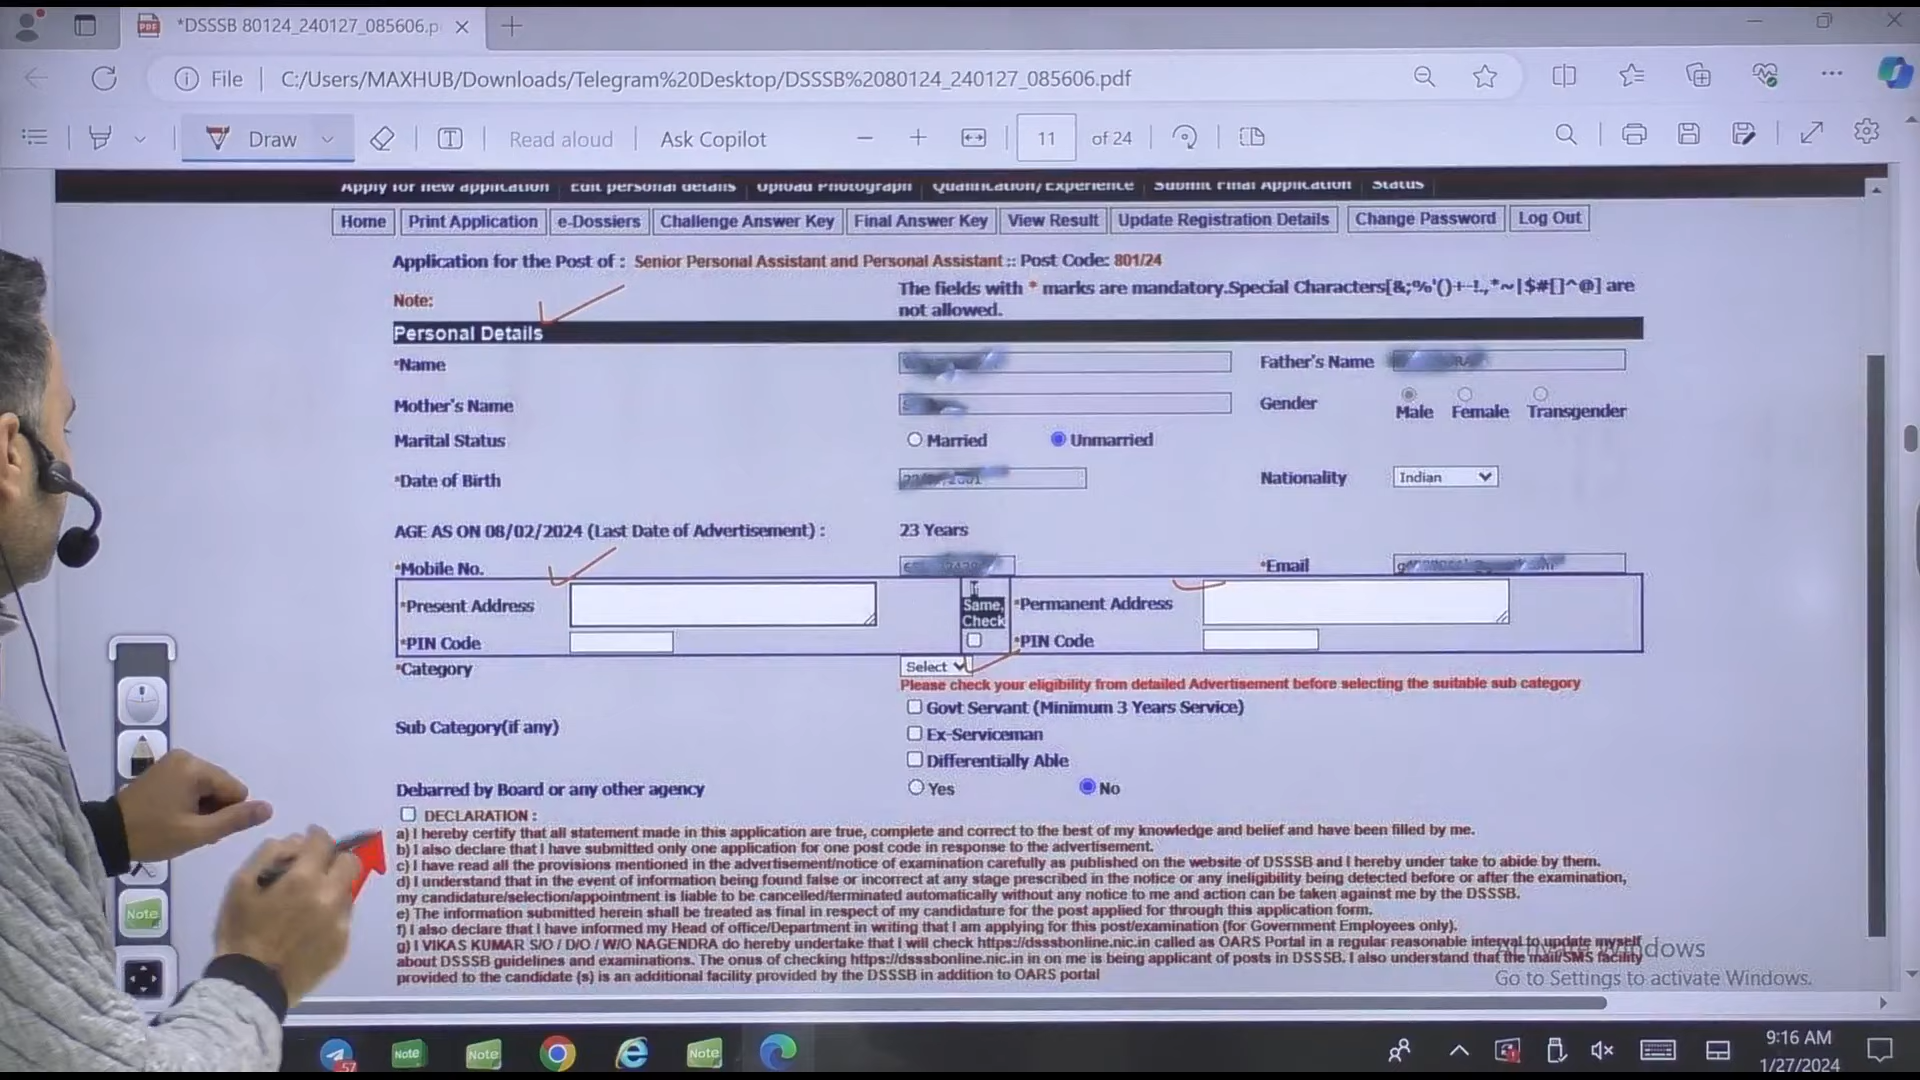 *DSSSB 80124_240127_085606.p
File
C:/Users/MAXHUB/Downloads/Telegram%20Desktop/DSSSB%2080124_240127_085606.pdf
Draw
Read aloud
Ask Copilot
11 of 24
Apply for new application Edit personal details Upload Photograph Qualification/Experience Submit Final Application Status
Home Print Application e-Dossiers Challenge Answer Key Final Answer Key View Result Update Registration Details Change Password Log Out
Application for the Post of : Senior Personal Assistant and Personal Assistant :: Post Code: 801/24
Note:
The fields with * marks are mandatory.Special Characters[&;%'()+-!.,*~|$#[]^@] are
not allowed.
Personal Details
*Name
Father's Name
Mother's Name
Gender
Male Female Transgender
Marital Status
Married Unmarried
*Date of Birth
Nationality Indian
AGE AS ON 08/02/2024 (Last Date of Advertisement) : 23 Years
*Mobile No.
*Email
*Present Address
Same,
Check
*Permanent Address
*PIN Code
*PIN Code
*Category
Select
Please check your eligibility from detailed Advertisement before selecting the suitable sub category
Sub Category(if any)
Govt Servant (Minimum 3 Years Service)
Ex-Serviceman
Differentially Able
Debarred by Board or any other agency
Yes No
DECLARATION :
a) I hereby certify that all statement made in this application are true, complete and correct to the best of my knowledge and belief and have been filled by me.
b) I also declare that I have submitted only one application for one post code in response to the advertisement.
c) I have read all the provisions mentioned in the advertisement/notice of examination carefully as published on the website of DSSSB and I hereby under take to abide by them.
d) I understand that in the event of information being found false or incorrect at any stage prescribed in the notice or any ineligibility being detected before or after the examination,
my candidature/selection/appointment is liable to be cancelled/terminated automatically without any notice to me and action can be taken against me by the DSSSB.
e) The information submitted herein shall be treated as final in respect of my candidature for the post applied for through this application form.
f) I also declare that I have informed my Head of office/Department in writing that I am applying for this post/examination (for Government Employees only).
g) I VIKAS KUMAR S/O / D/O / W/O NAGENDRA do hereby undertake that I will check https://dsssbonline.nic.in called as OARS Portal in a regular reasonable interval to update myself
about DSSSB guidelines and examinations. The onus of checking https://dsssbonline.nic.in in on me is being applicant of posts in DSSSB. I also understand that the mail/SMS facility
provided to the candidate (s) is an additional facility provided by the DSSSB in addition to OARS portal
Activate Windows
Go to Settings to activate Windows.
Note
57
Note
Note
Note
9:16 AM
1/27/2024